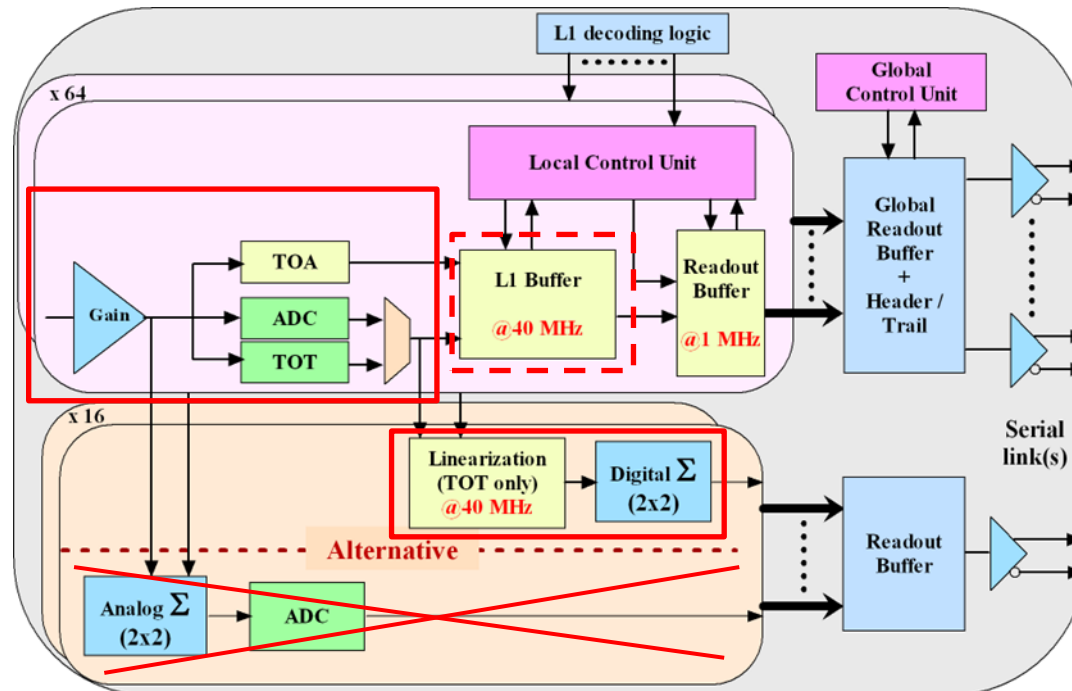 L1 decoding logic
Global
Control Unit
x 64
Local Control Unit
Gain
TOA
ADC
TOT
L1 Buffer
@40 MHz
Readout
Buffer
@1 MHz
Global
Readout
Buffer
+
Header /
Trail
x 16
Linearization
(TOT only)
@40 MHz
Digital Σ
(2x2)
Serial
link(s)
Alternative
Analog Σ
(2x2)
ADC
Readout
Buffer